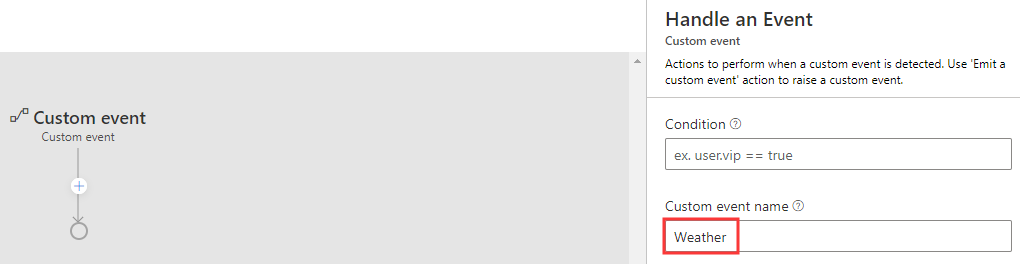 Custom event
Custom event
Handle an Event
Custom event
Actions to perform when a custom event is detected. Use 'Emit a
custom event' action to raise a custom event.
Condition
ex. user.vip == true
Custom event name
Weather